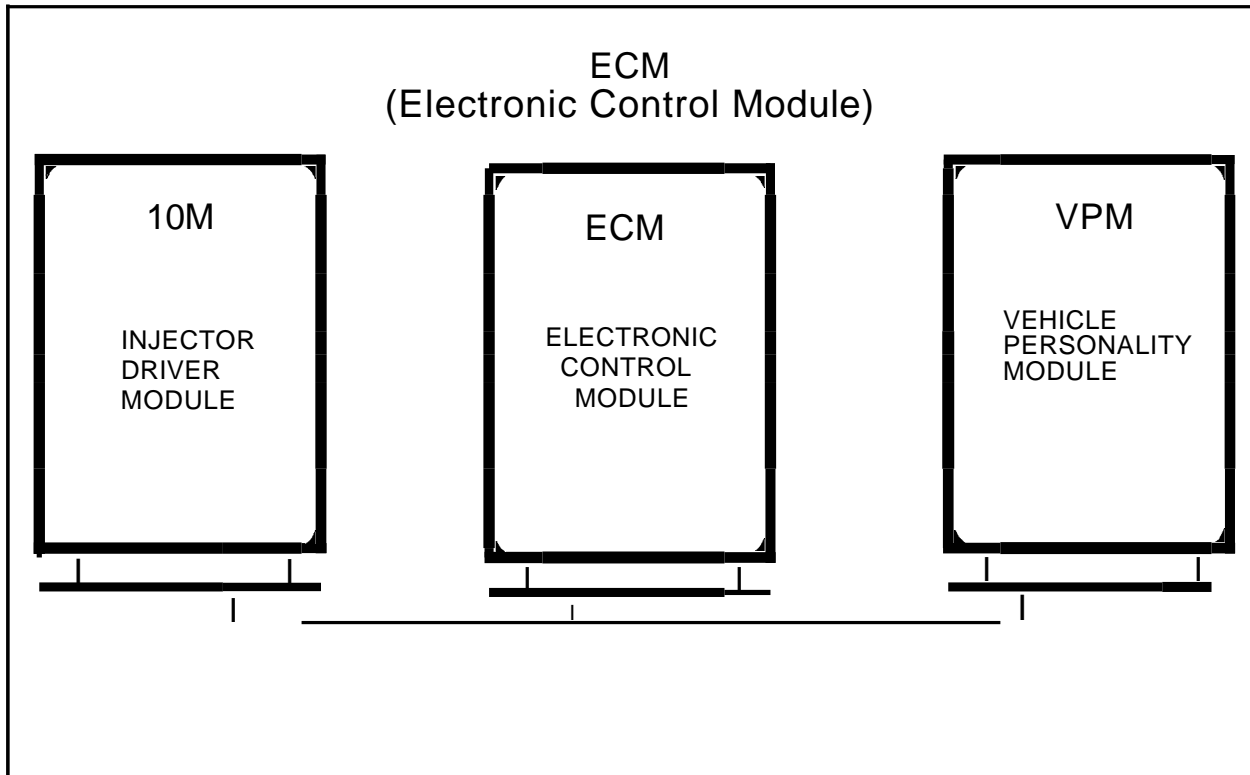 ECM
(Electronic Control Module)
10M
INJECTOR
DRIVER
MODULE
ECM
ELECTRONIC
CONTROL
MODULE
VPM
VEHICLE
PERSONALITY
MODULE